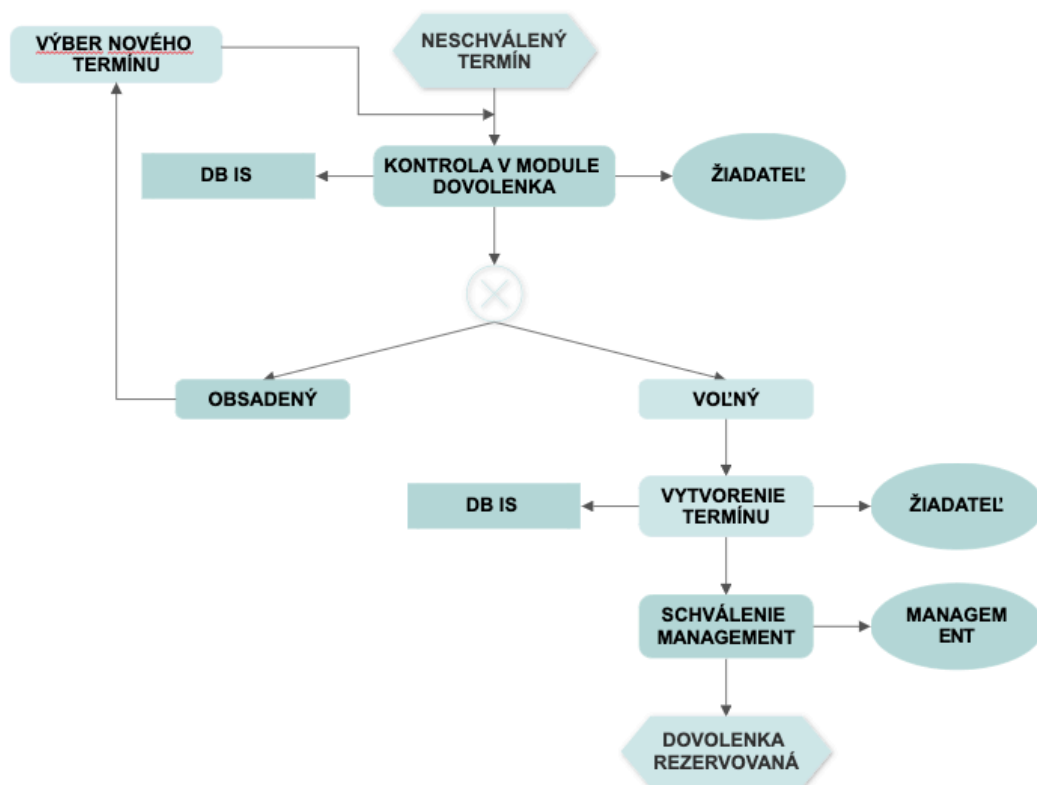 VÝBER NOVÉHO
TERMÍNU
NESCHVÁLENÝ
TERMÍN
DB IS
KONTROLA V MODULE
DOVOLENKA
ŽIADATEĽ
OBSADENÝ
VOĽNÝ
DB IS
VYTVORENIE
TERMÍNU
ŽIADATEĽ
SCHVÁLENIE
MANAGEMENT
MANAGEM
ENT
DOVOLENKA
REZERVOVANÁ